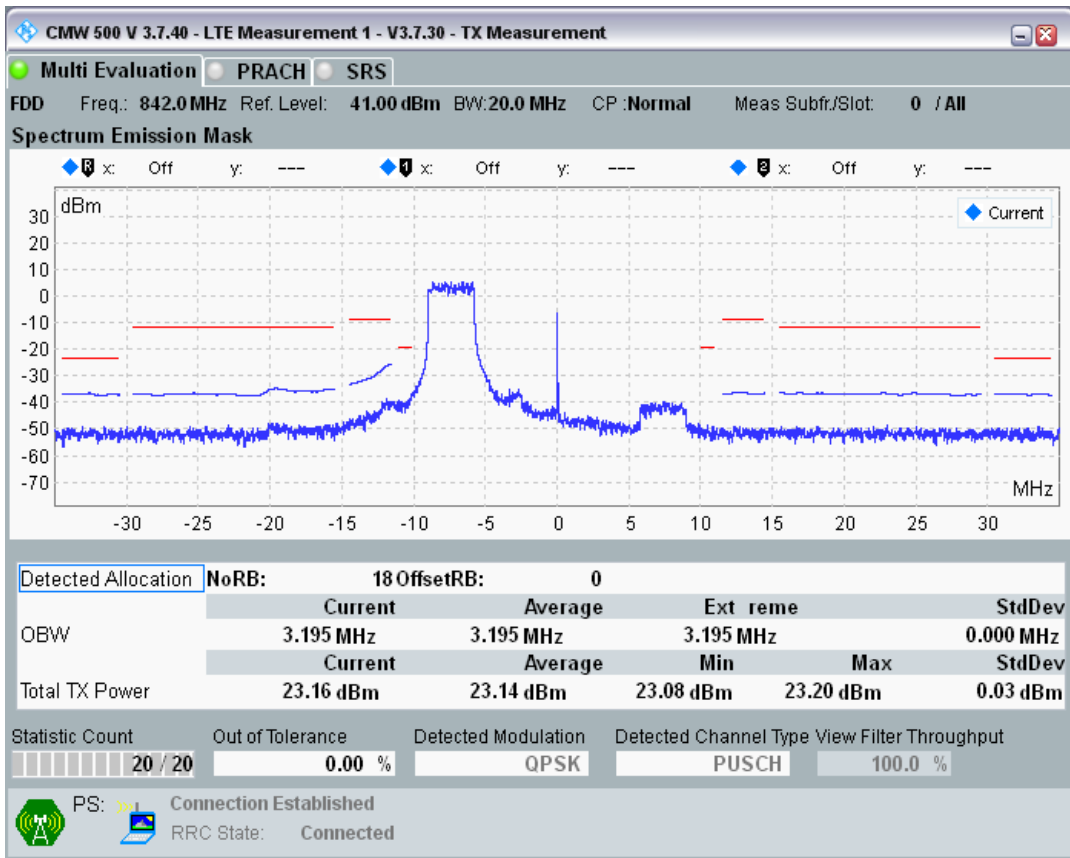 CMW 500 V 3.7.40 - LTE Measurement 1 - V3.7.30 - TX Measurement
Multi Evaluation PRACH SRS
FDD Freq.: 842.0 MHz Ref. Level: 41.00 dBm BW:20.0 MHz CP :Normal Meas Subfr./Slot: 0 / All
Spectrum Emission Mask
R x: Off y: --- 1 x: Off y: --- 2 x: Off y: ---
dBm
Current
30
20
10
0
-10
-20
-30
-40
-50
-60
-70
MHz
-30 -25 -20 -15 -10 -5 0 5 10 15 20 25 30
Detected Allocation NoRB: 18 OffsetRB: 0
Current Average Ext reme StdDev
OBW 3.195 MHz 3.195 MHz 3.195 MHz 0.000 MHz
Current Average Min Max StdDev
Total TX Power 23.16 dBm 23.14 dBm 23.08 dBm 23.20 dBm 0.03 dBm
Statistic Count Out of Tolerance Detected Modulation Detected Channel Type View Filter Throughput
20 / 20 0.00 % QPSK PUSCH 100.0 %
PS: Connection Established
RRC State: Connected